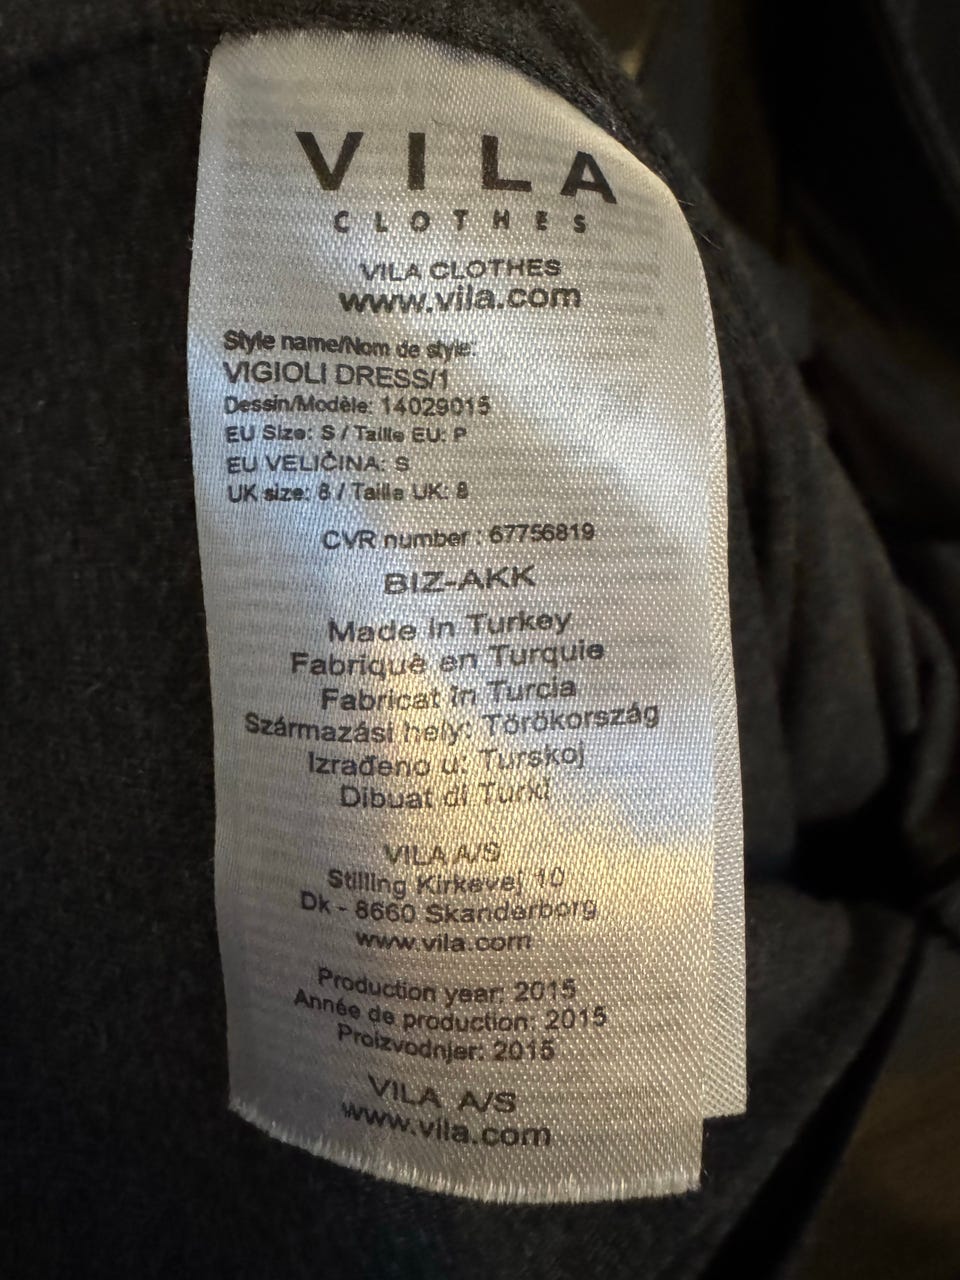 VILA
CLOTHES
VILA CLOTHES
www.vila.com
Style name/Nom de style:
VIGIOLI DRESS/1
Dessin/Modèle: 14029015
EU Size: S / Taille EU: P
EU VELIČINA: S
UK size: 8 / Taille UK: 8
CVR number : 67756819
BIZ-AKK
Made in Turkey
Fabriqué en Turquie
Fabricat în Turcia
Származási hely: Törökország
Izrađeno u: Turskoj
Dibuat di Turki
VILA A/S
Stilling Kirkevej 10
Dk - 8660 Skanderborg
www.vila.com
Production year: 2015
Année de production: 2015
Proizvodnjer: 2015
VILA A/S
www.vila.com